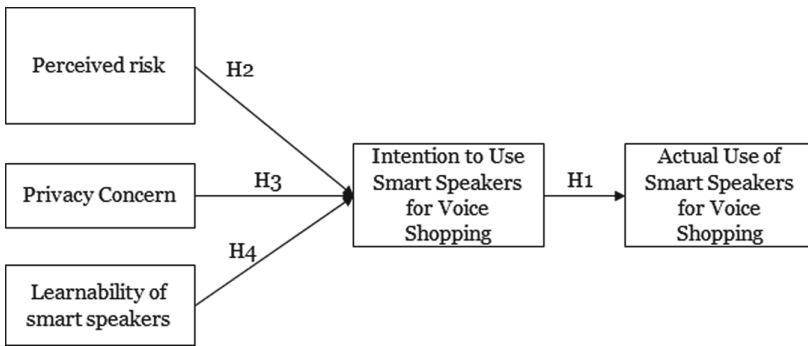 Perceived risk
H2
Privacy Concern
H3
Learnability of
smart speakers
H4
Intention to Use
Smart Speakers
for Voice
Shopping
H1
Actual Use of
Smart Speakers
for Voice
Shopping